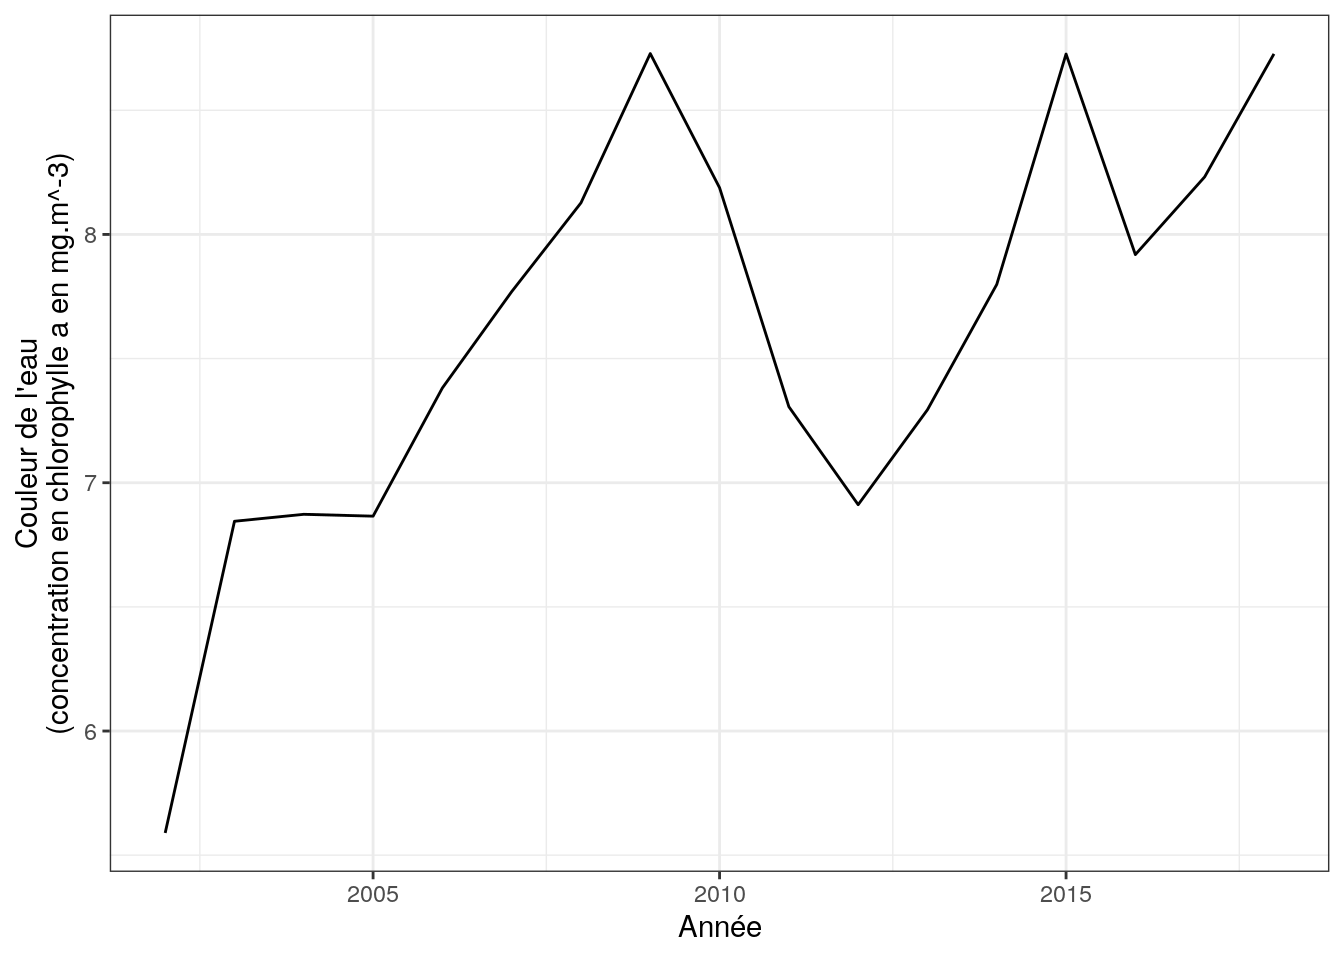 Couleur de l'eau
(concentration en chlorophylle a en mg.m^-3)
8
7
6
2005
2010
2015
Année